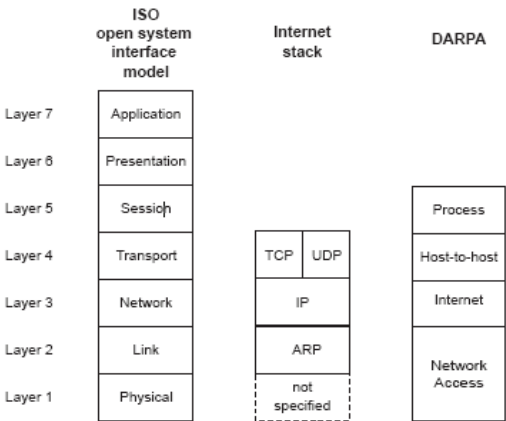 ISO
open system
interface
model
Internet
stack
DARPA
Layer 7
Application
Layer 6
Presentation
Layer 5
Session
Process
Layer 4
Transport
TCP
UDP
Host-to-host
Layer 3
Network
IP
Internet
Layer 2
Link
ARP
Network
Access
Layer 1
Physical
not
specified